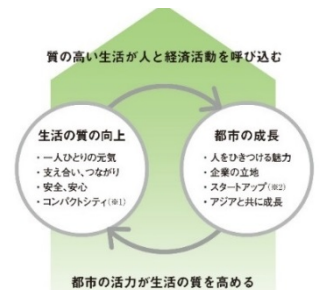 質の高い生活が人と経済活動を呼び込む
生活の質の向上
・一人ひとりの元気
・支え合い、つながり
・安全、安心
・コンパクトシティ(※1)
都市の成長
・人をひきつける魅力
・企業の立地
・スタートアップ(※2)
・アジアと共に成長
都市の活力が生活の質を高める